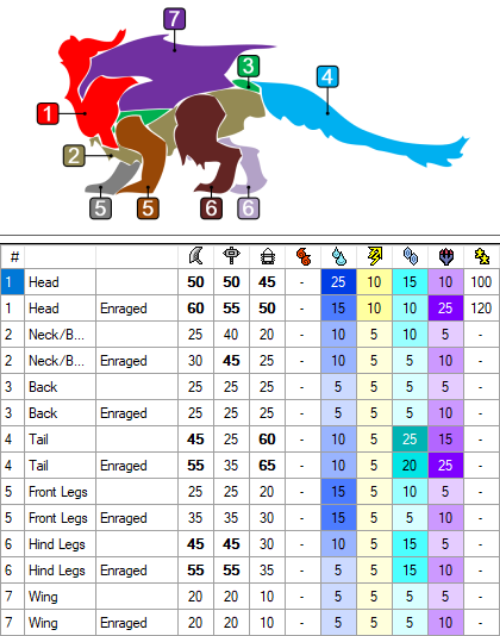 7
3
4
1
2
5
5
6
6
#
1 Head 50 50 45 - 25 10 15 10 100
1 Head Enraged 60 55 50 - 15 10 10 25 120
2 Neck/B... 25 40 20 - 10 5 10 5 -
2 Neck/B... Enraged 30 45 25 - 10 5 5 10 -
3 Back 25 25 25 - 5 5 5 5 -
3 Back Enraged 25 25 25 - 5 5 5 10 -
4 Tail 45 25 60 - 10 5 25 15 -
4 Tail Enraged 55 35 65 - 10 5 20 25 -
5 Front Legs 25 25 20 - 15 5 10 5 -
5 Front Legs Enraged 35 35 30 - 15 5 5 10 -
6 Hind Legs 45 45 30 - 10 5 15 5 -
6 Hind Legs Enraged 55 55 35 - 5 5 15 10 -
7 Wing 20 20 10 - 5 5 5 5 -
7 Wing Enraged 20 20 10 - 5 5 5 10 -